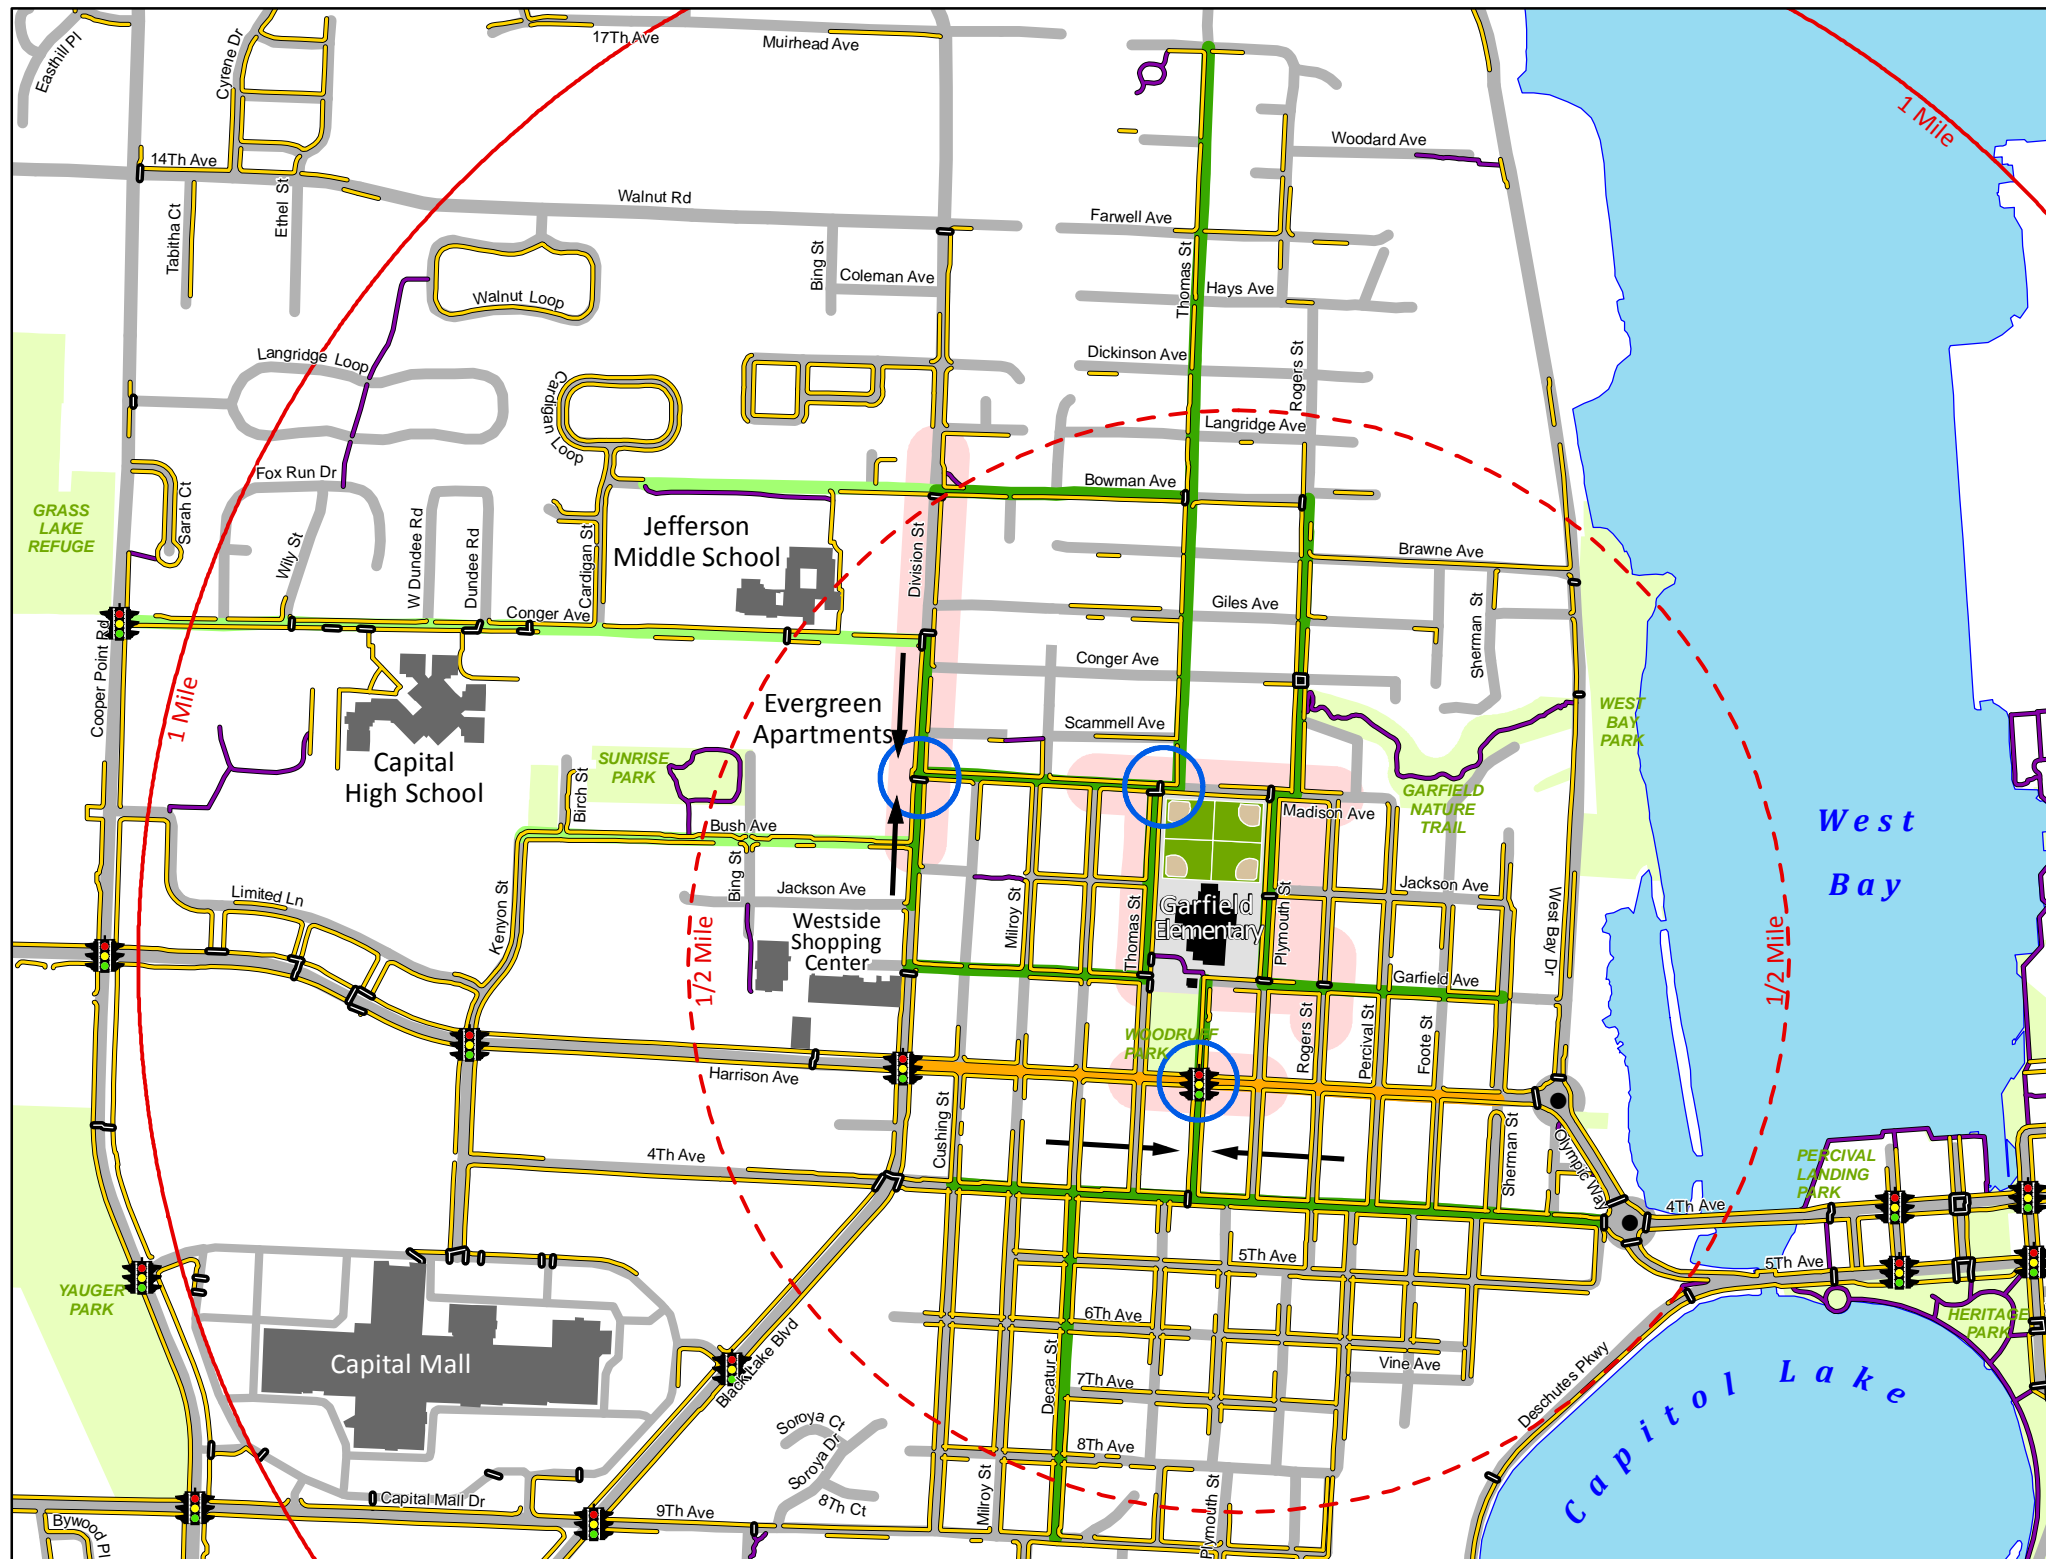 Easthill Pl
Cyrene Dr
17Th Ave
Muirhead Ave
1 Mile
14Th Ave
Tabitha Ct
Ethel St
Walnut Rd
Woodard Ave
Farwell Ave
Bing St
Coleman Ave
Thomas St
Hays Ave
Walnut Loop
Langridge Loop
Cardigan Loop
Dickinson Ave
Rogers St
Langridge Ave
Fox Run Dr
Sarah Ct
Bowman Ave
GRASS
LAKE
REFUGE
Wily St
W Dundee Rd
Dundee Rd
Cardigan St
Jefferson
Middle School
Division St
Brawne Ave
Conger Ave
Giles Ave
Sherman St
Cooper Point Rd
1 Mile
Conger Ave
Evergreen
Apartments
Scammell Ave
WEST
BAY
PARK
Capital
High School
SUNRISE
PARK
Birch St
Bush Ave
Madison Ave
GARFIELD
NATURE
TRAIL
West
Bay
Limited Ln
Kenyon St
Bing St
Jackson Ave
Westside
Shopping
Center
Milroy St
Thomas St
Garfield
Elementary
Plymouth St
Jackson Ave
West Bay Dr
1/2 Mile
1/2 Mile
Garfield Ave
WOODRUFF
PARK
Rogers St
Percival St
Foote St
Harrison Ave
Cushing St
4Th Ave
Sherman St
Olympic Way
PERCIVAL
LANDING
PARK
4Th Ave
5Th Ave
5Th Ave
YAUGER
PARK
6Th Ave
HERITAGE
PARK
Capital Mall
Black Lake Blvd
Decatur St
7Th Ave
Vine Ave
Deschutes Pkwy
Capitol Lake
Soroya Ct
Soroya Dr
8Th Ave
8Th Ct
Milroy St
Plymouth St
Capital Mall Dr
9Th Ave
Bywood Pl